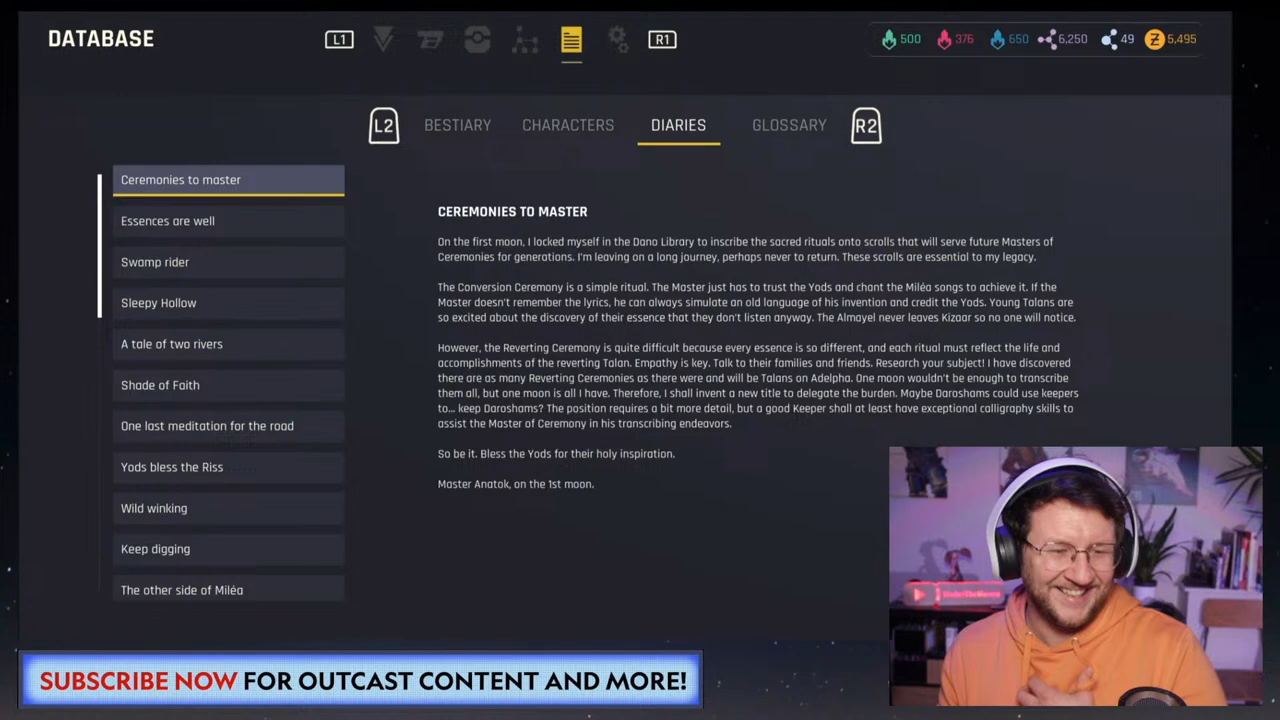 DATABASE
L1
R1
500
376
650
6,250
49
5,495
L2
BESTIARY
CHARACTERS
DIARIES
GLOSSARY
R2
Ceremonies to master
Essences are well
Swamp rider
Sleepy Hollow
A tale of two rivers
Shade of Faith
One last meditation for the road
Yods bless the Riss
Wild winking
Keep digging
The other side of Miléa
CEREMONIES TO MASTER
On the first moon, I locked myself in the Dano Library to inscribe the sacred rituals onto scrolls that will serve future Masters of
Ceremonies for generations. I'm leaving on a long journey, perhaps never to return. These scrolls are essential to my legacy.
The Conversion Ceremony is a simple ritual. The Master just has to trust the Yods and chant the Miléa songs to achieve it. If the
Master doesn't remember the lyrics, he can always simulate an old language of his invention and credit the Yods. Young Talans are
so excited about the discovery of their essence that they don't listen anyway. The Almayel never leaves Kizaar so no one will notice.
However, the Reverting Ceremony is quite difficult because every essence is so different, and each ritual must reflect the life and
accomplishments of the reverting Talan. Empathy is key. Talk to their families and friends. Research your subject! I have discovered
there are as many Reverting Ceremonies as there were and will be Talans on Adelpha. One moon wouldn't be enough to transcribe
them all, but one moon is all I have. Therefore, I shall invent a new title to delegate the burden. Maybe Daroshams could use keepers
to... keep Daroshams? The position requires a bit more detail, but a good Keeper shall at least have exceptional calligraphy skills to
assist the Master of Ceremony in his transcribing endeavors.
So be it. Bless the Yods for their holy inspiration.
Master Anatok, on the 1st moon.
SUBSCRIBE NOW FOR OUTCAST CONTENT AND MORE!